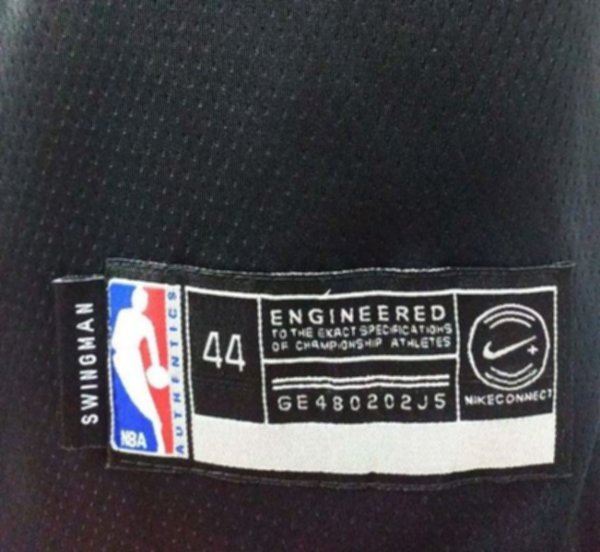 SWINGMAN
NBA
AUTHENTICS
44
ENGINEERED
TO THE EXACT SPECIFICATIONS
OF CHAMPIONSHIP ATHLETES
GE480202J5
NIKECONNECT